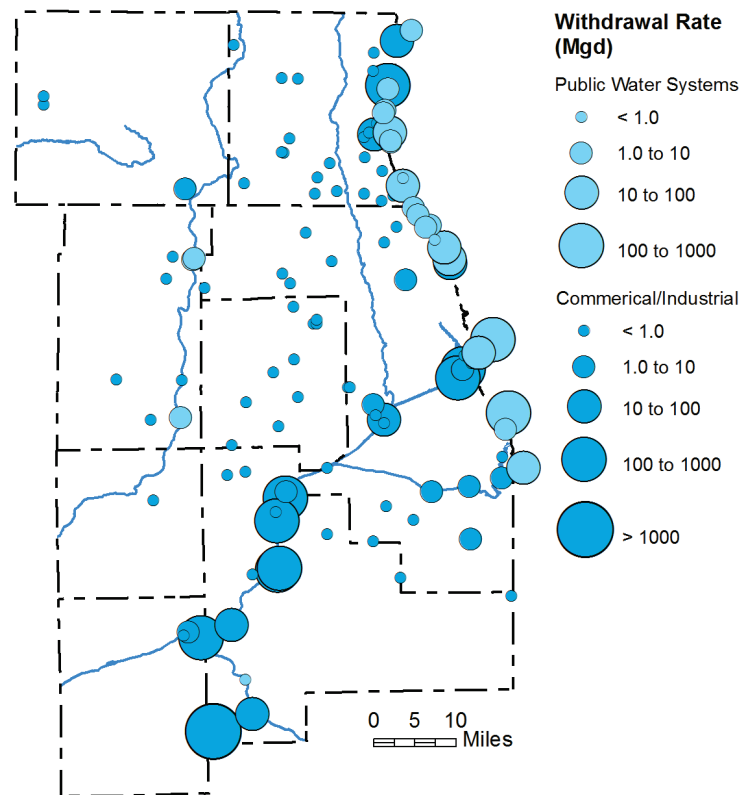 Withdrawal Rate
(Mgd)
Public Water Systems
< 1.0
1.0 to 10
10 to 100
100 to 1000
Commerical/Industrial
< 1.0
1.0 to 10
10 to 100
100 to 1000
> 1000
0 5 10
Miles